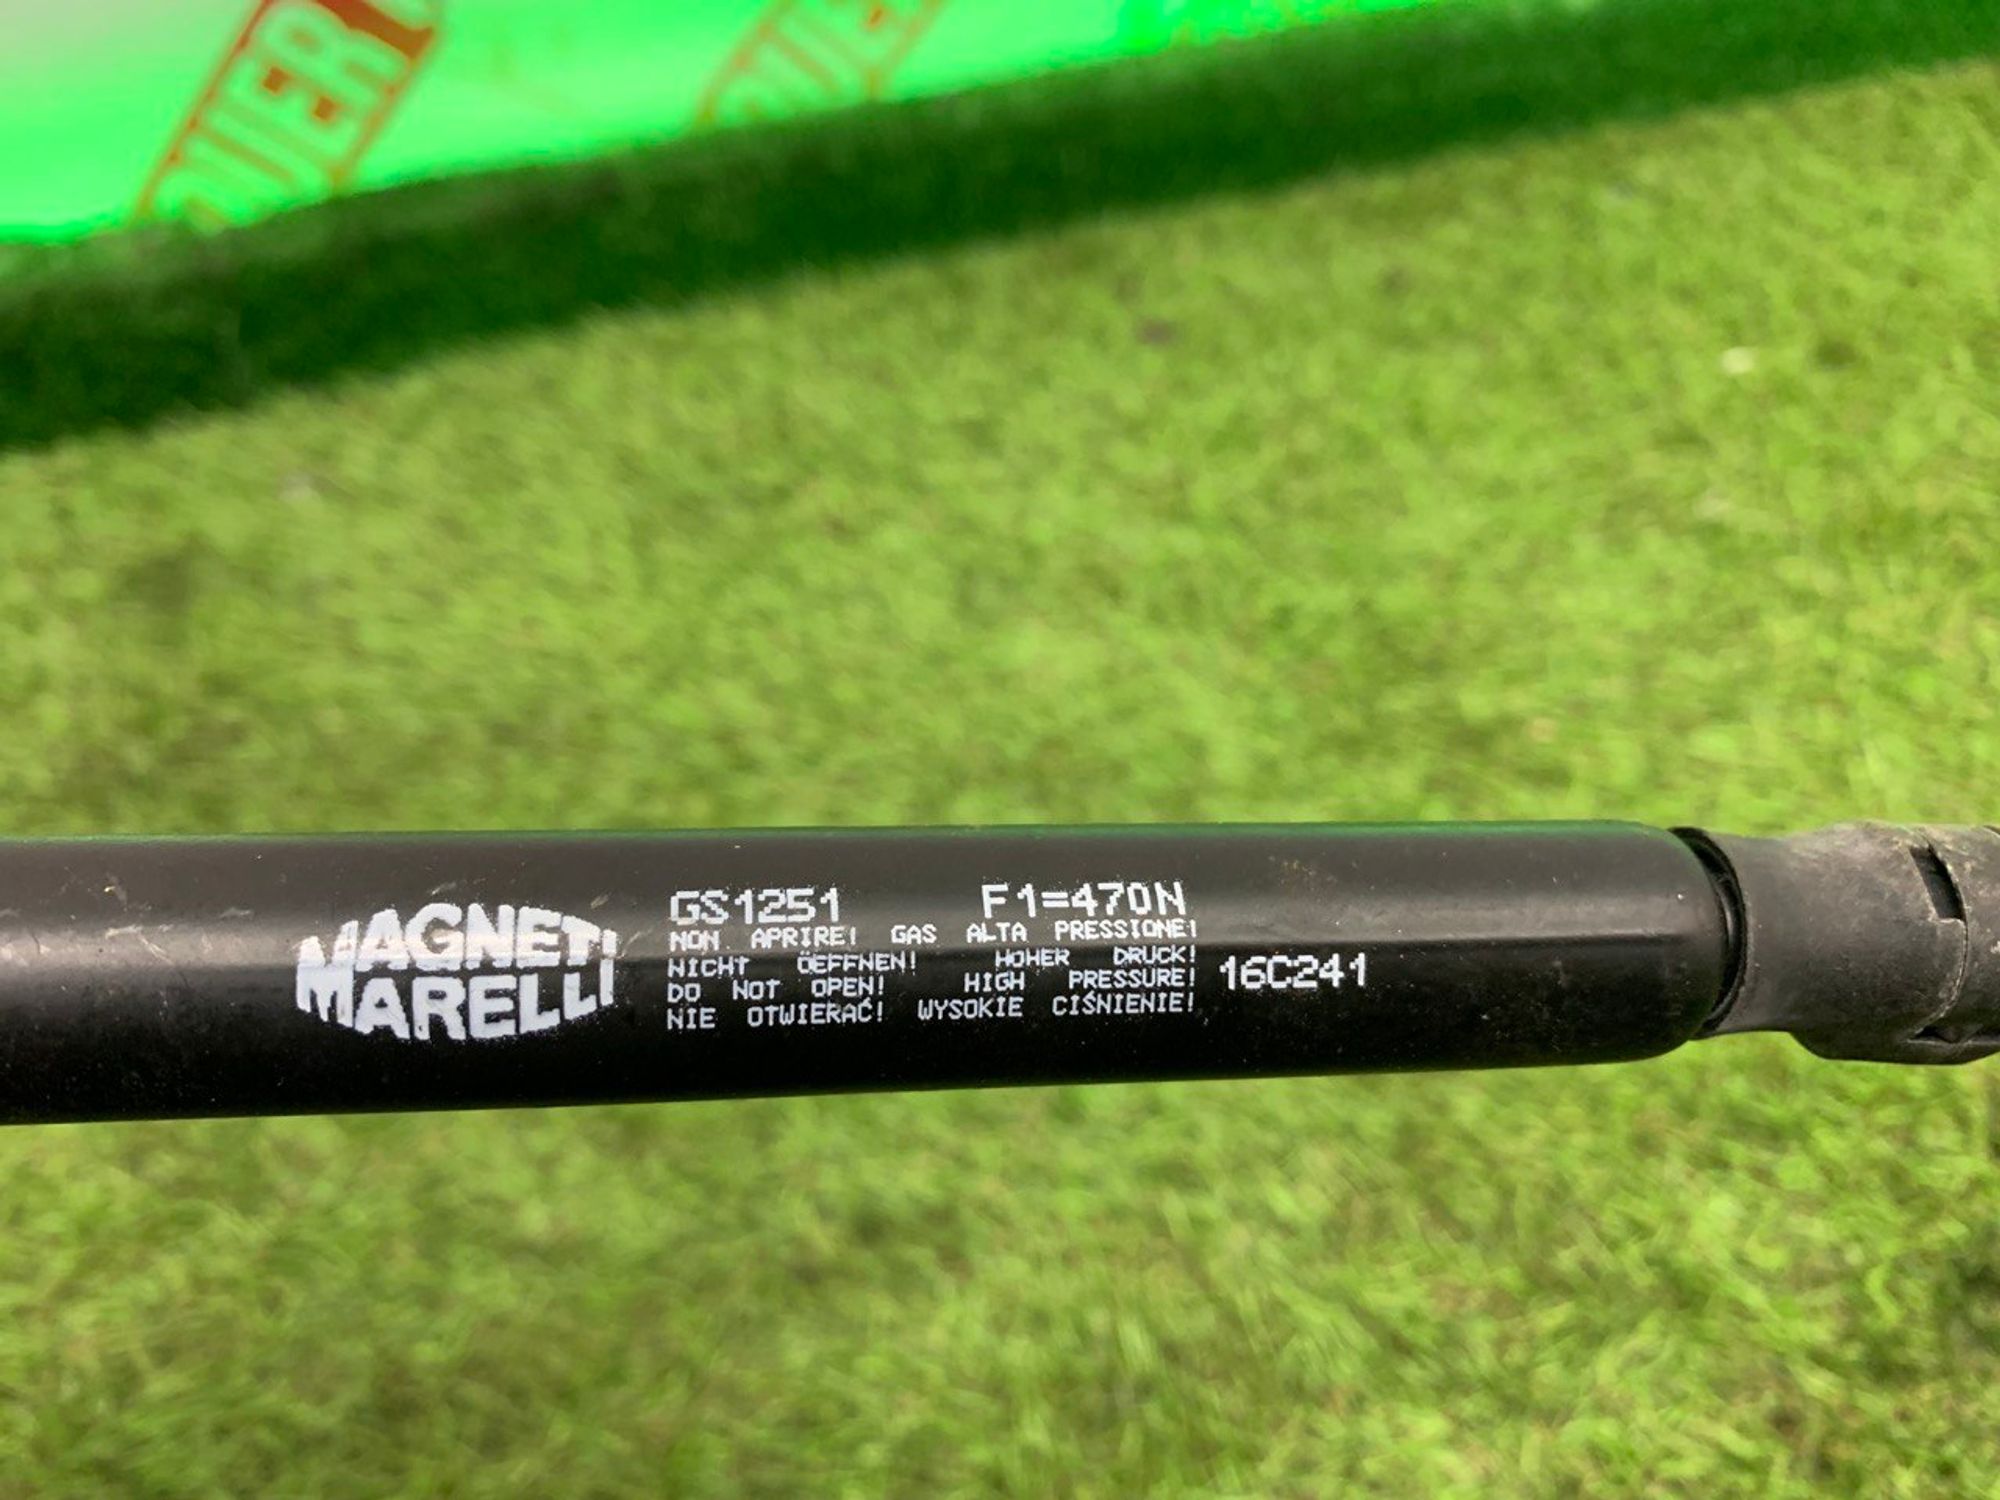 MAGNETI
MARELLI
GS1251 F1=470N
NON APRIRE! GAS ALTA PRESSIONE!
NICHT ÖEFFNEN! HOHER DRUCK!
DO NOT OPEN! HIGH PRESSURE!
NIE OTWIERAĆ! WYSOKIE CIŚNIENIE!
16C241